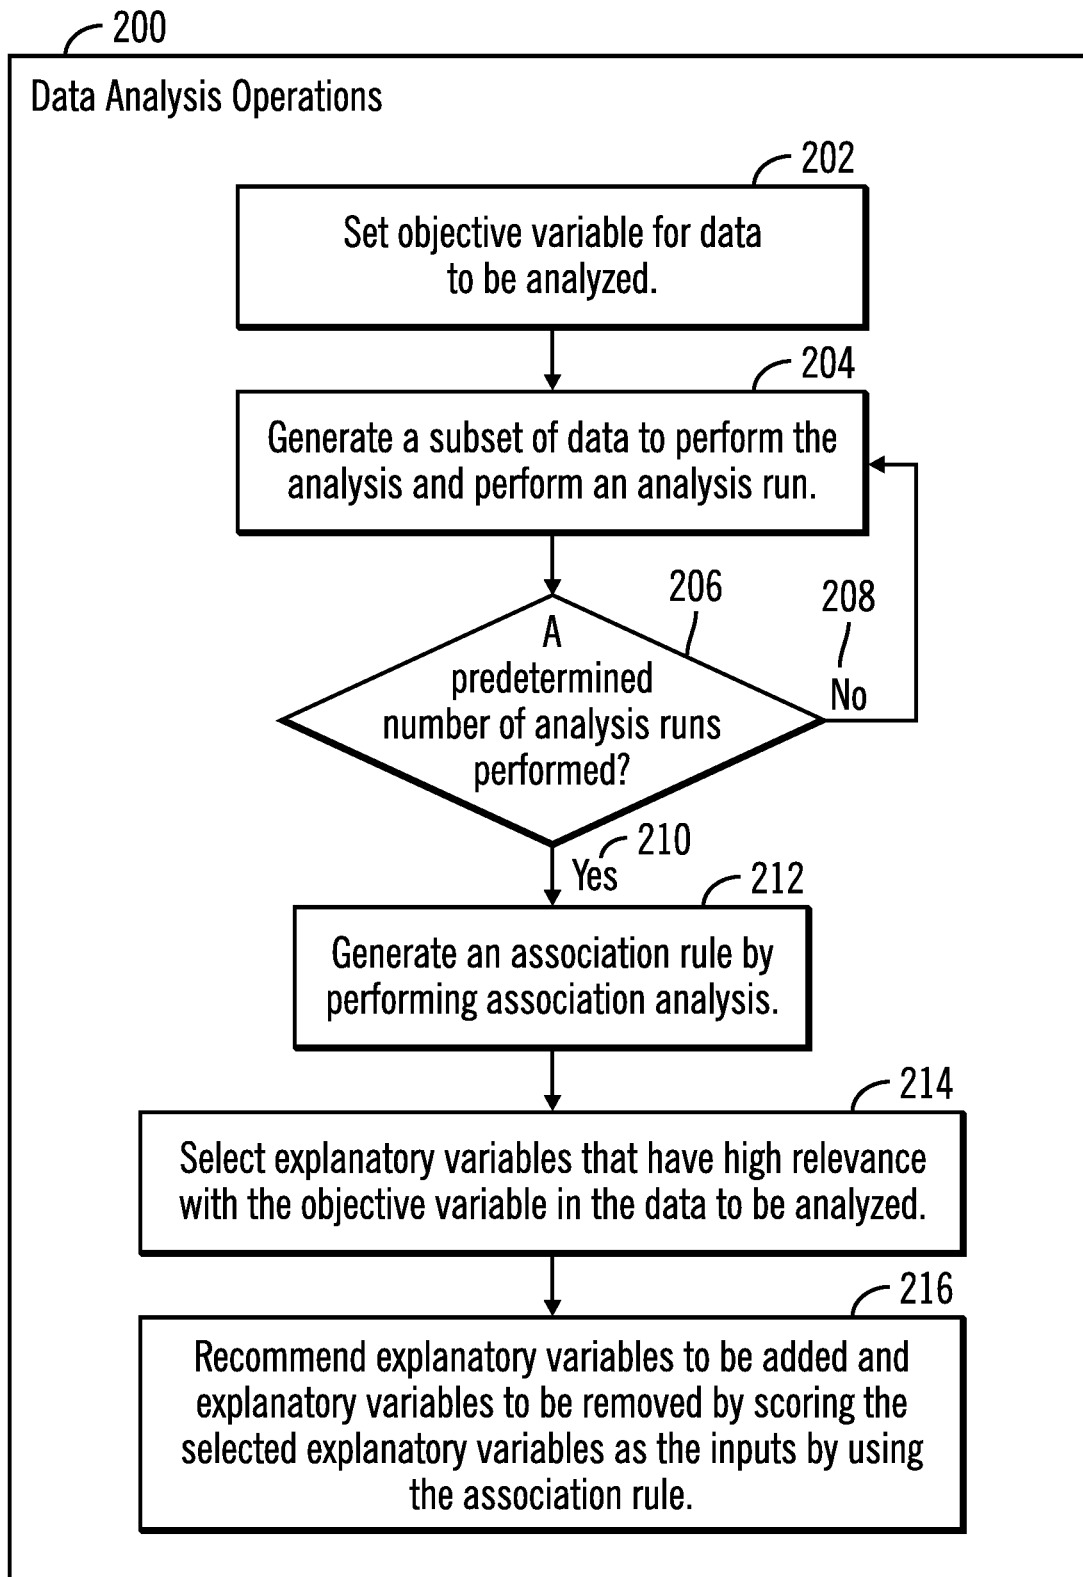 200
Data Analysis Operations
202
Set objective variable for data
to be analyzed.
204
Generate a subset of data to perform the
analysis and perform an analysis run.
206
208
A
predetermined
number of analysis runs
performed?
No
210
Yes
212
Generate an association rule by
performing association analysis.
214
Select explanatory variables that have high relevance
with the objective variable in the data to be analyzed.
216
Recommend explanatory variables to be added and
explanatory variables to be removed by scoring the
selected explanatory variables as the inputs by using
the association rule.